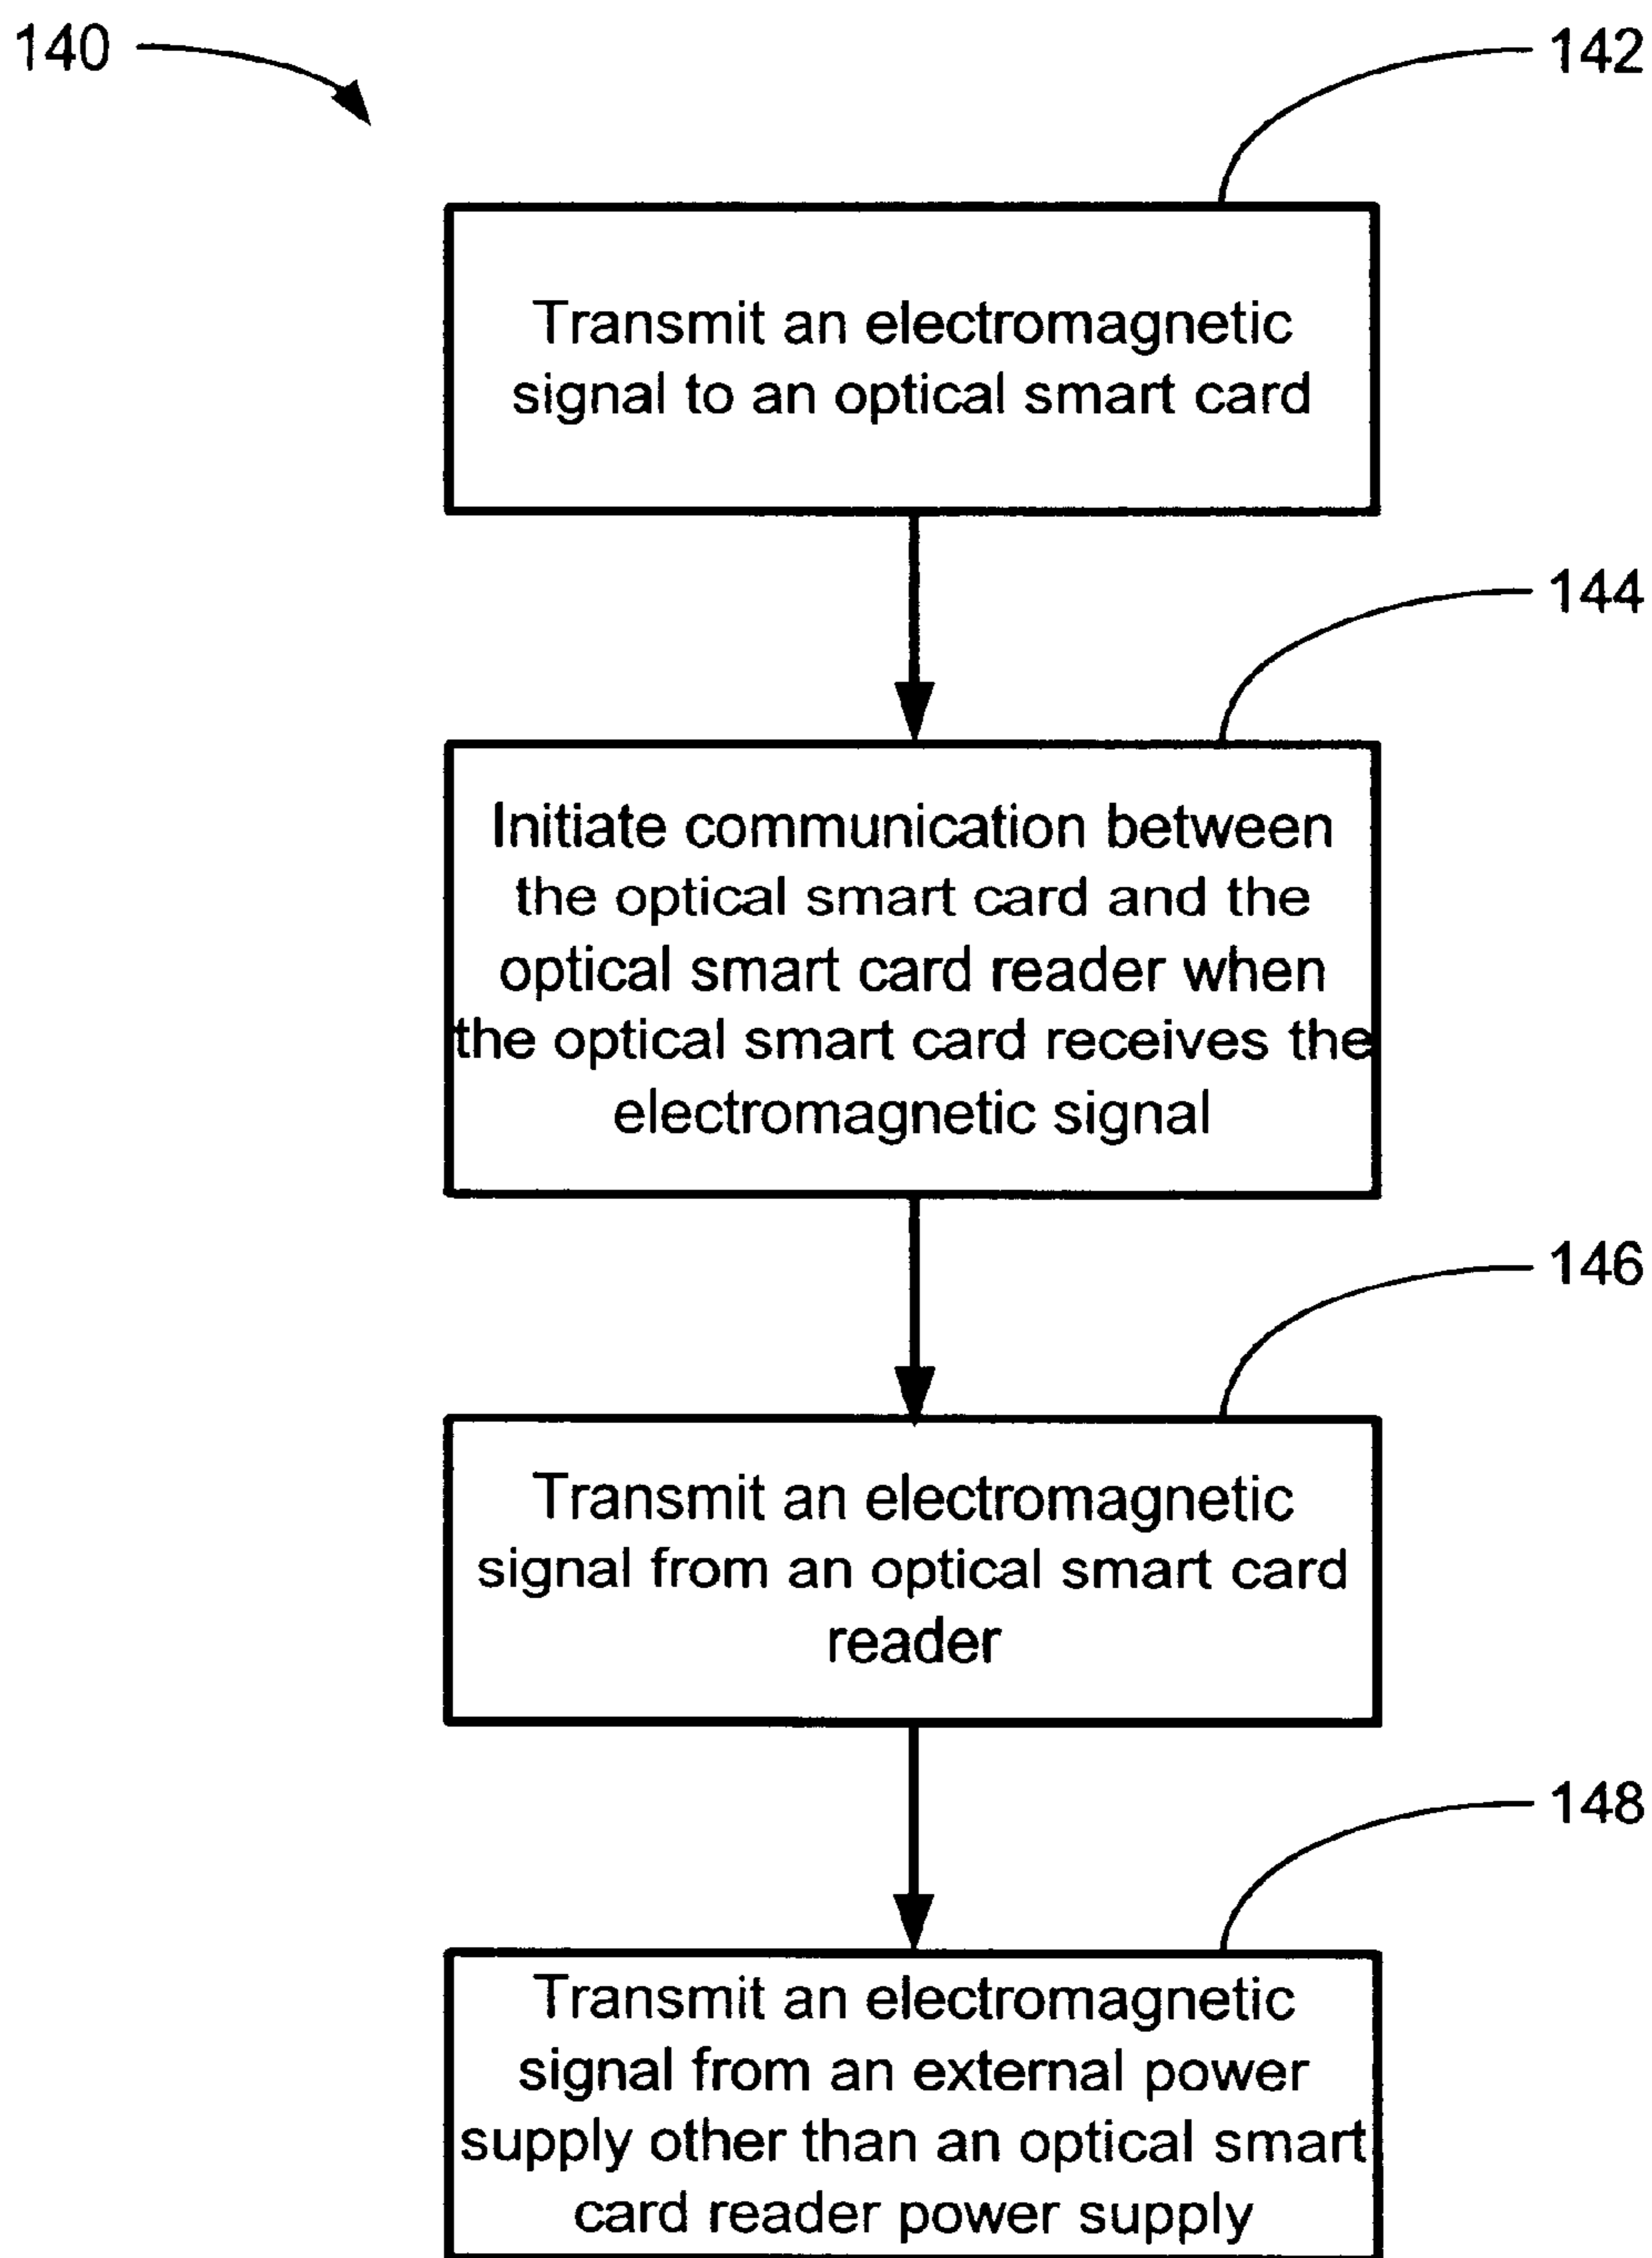 140
142
Transmit an electromagnetic
signal to an optical smart card
144
Initiate communication between
the optical smart card and the
optical smart card reader when
the optical smart card receives the
electromagnetic signal
146
Transmit an electromagnetic
signal from an optical smart card
reader
148
Transmit an electromagnetic
signal from an external power
supply other than an optical smart
card reader power supply